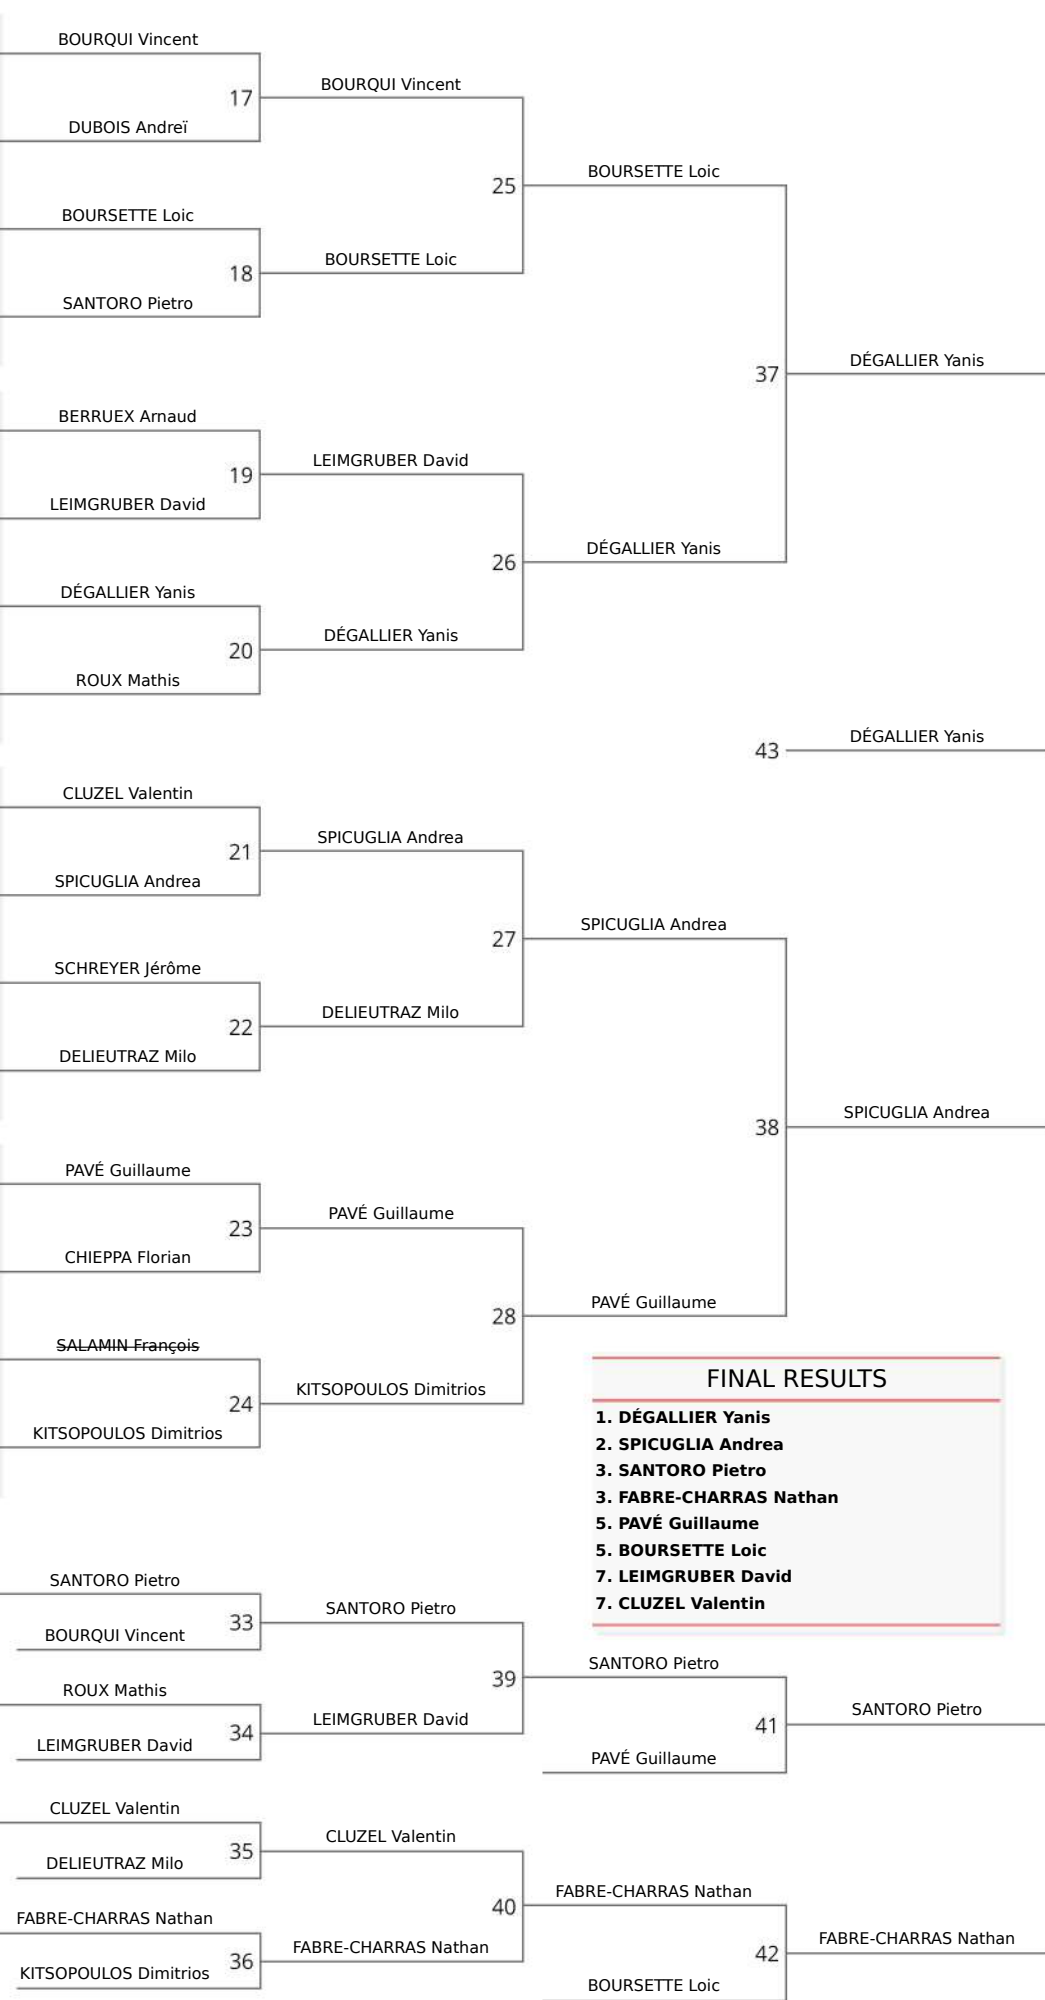 BOURQUI Vincent
17
DUBOIS Andreï
BOURQUI Vincent
25
BOURSETTE Loic
18
SANTORO Pietro
BOURSETTE Loic
BOURSETTE Loic
37
DÉGALLIER Yanis
BERRUEX Arnaud
19
LEIMGRUBER David
LEIMGRUBER David
26
DÉGALLIER Yanis
DÉGALLIER Yanis
20
ROUX Mathis
DÉGALLIER Yanis
43
DÉGALLIER Yanis
CLUZEL Valentin
21
SPICUGLIA Andrea
SPICUGLIA Andrea
27
SPICUGLIA Andrea
SCHREYER Jérôme
22
DELIEUTRAZ Milo
DELIEUTRAZ Milo
38
SPICUGLIA Andrea
PAVÉ Guillaume
23
CHIEPPA Florian
PAVÉ Guillaume
28
PAVÉ Guillaume
SALAMIN François
24
KITSOPOULOS Dimitrios
KITSOPOULOS Dimitrios
FINAL RESULTS
1. DÉGALLIER Yanis
2. SPICUGLIA Andrea
3. SANTORO Pietro
3. FABRE-CHARRAS Nathan
5. PAVÉ Guillaume
5. BOURSETTE Loic
7. LEIMGRUBER David
7. CLUZEL Valentin
SANTORO Pietro
33
BOURQUI Vincent
SANTORO Pietro
39
SANTORO Pietro
ROUX Mathis
34
LEIMGRUBER David
LEIMGRUBER David
41
SANTORO Pietro
PAVÉ Guillaume
CLUZEL Valentin
35
DELIEUTRAZ Milo
CLUZEL Valentin
40
FABRE-CHARRAS Nathan
FABRE-CHARRAS Nathan
36
KITSOPOULOS Dimitrios
FABRE-CHARRAS Nathan
42
FABRE-CHARRAS Nathan
BOURSETTE Loic